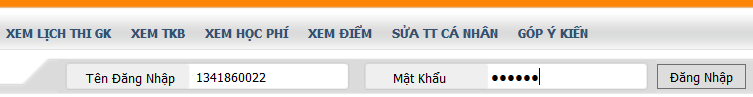 XEM LỊCH THI GK XEM TKB XEM HỌC PHÍ XEM ĐIỂM SỬA TT CÁ NHÂN GÓP Ý KIẾN
Tên Đăng Nhập 1341860022 Mật Khẩu ●●●●●● Đăng Nhập